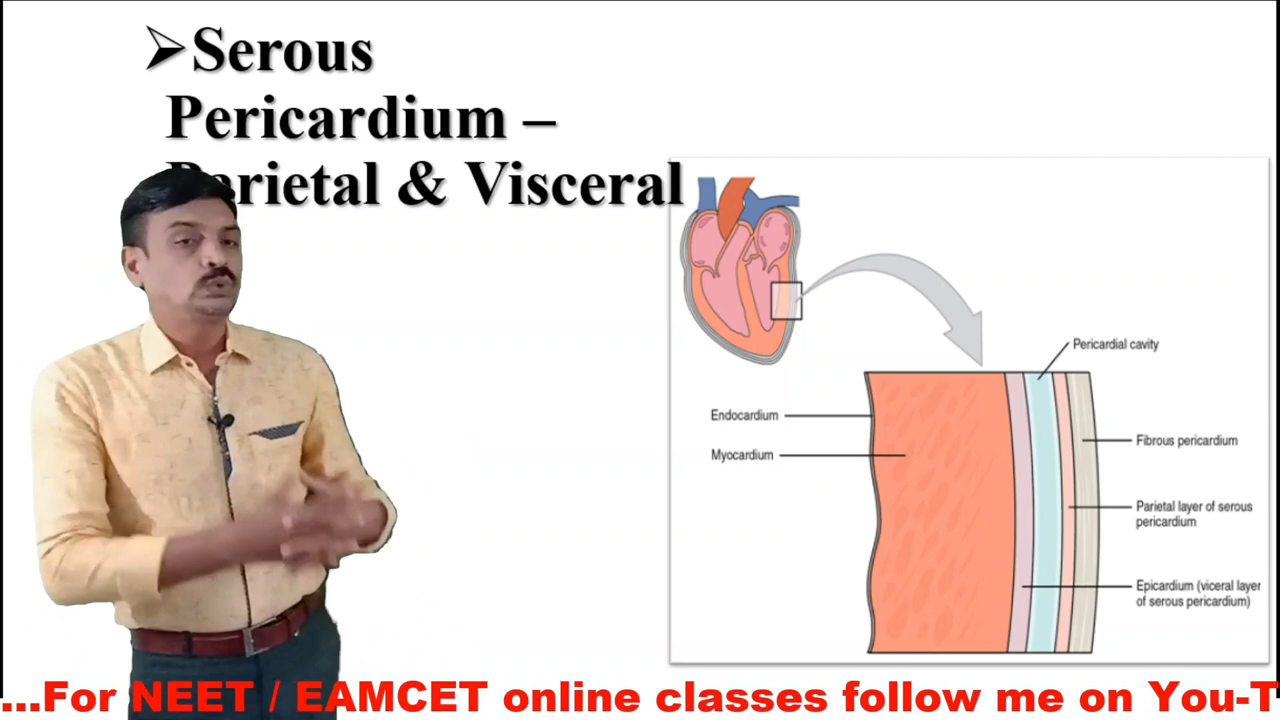 ➢Serous
Pericardium –
Parietal & Visceral
Pericardial cavity
Endocardium
Myocardium
Fibrous pericardium
Parietal layer of serous
pericardium
Epicardium (viceral layer
of serous pericardium)
...For NEET / EAMCET online classes follow me on You-T